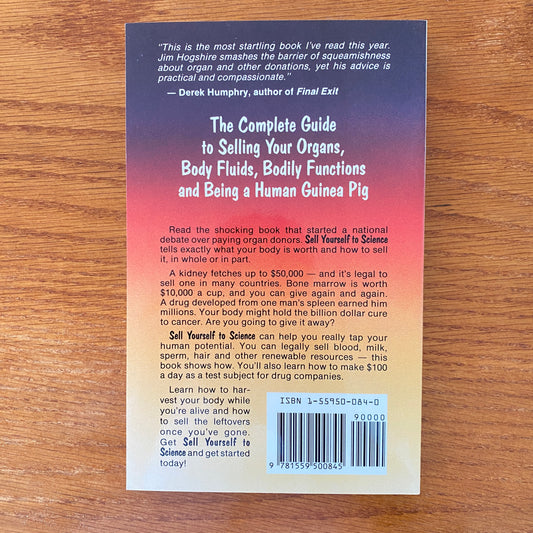 "This is the most startling book I've read this year.
Jim Hogshire smashes the barrier of squeamishness
about organ and other donations, yet his advice is
practical and compassionate."
— Derek Humphry, author of Final Exit
The Complete Guide
to Selling Your Organs,
Body Fluids, Bodily Functions
and Being a Human Guinea Pig
Read the shocking book that started a national
debate over paying organ donors. Sell Yourself to Science
tells exactly what your body is worth and how to sell
it, in whole or in part.
A kidney fetches up to $50,000 — and it's legal to
sell one in many countries. Bone marrow is worth
$10,000 a cup, and you can give again and again.
A drug developed from one man's spleen earned him
millions. Your body might hold the billion dollar cure
to cancer. Are you going to give it away?
Sell Yourself to Science can help you really tap your
human potential. You can legally sell blood, milk,
sperm, hair and other renewable resources — this
book shows how. You'll also learn how to make $100
a day as a test subject for drug companies.
Learn how to har-
vest your body while
you're alive and how
to sell the leftovers
once you've gone.
Get Sell Yourself to
Science and get started
today!
ISBN 1-55950-084-0
90000
9 781559 500845